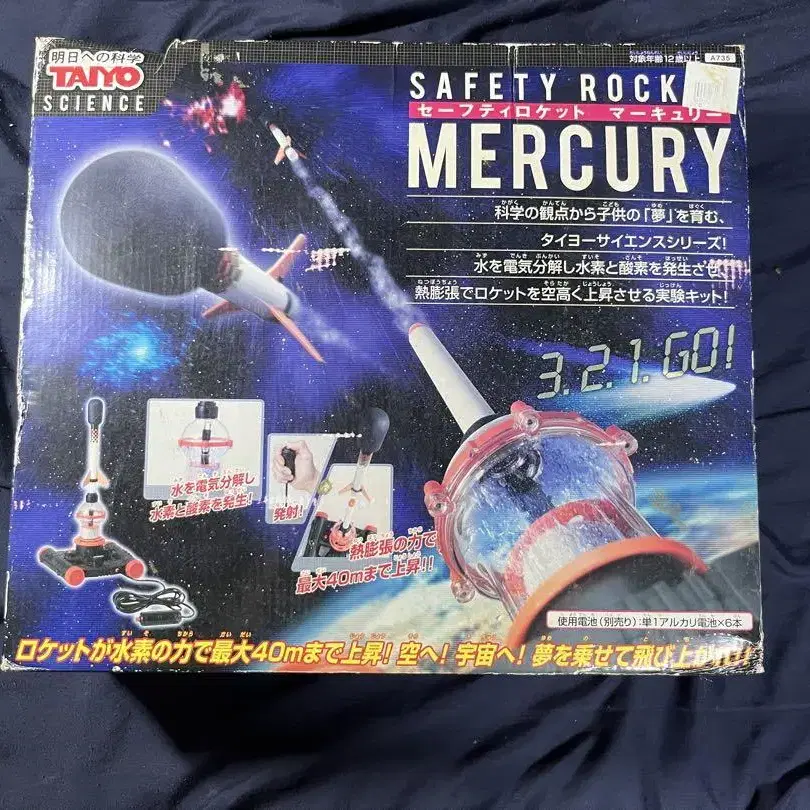 明日への科学
TAIYO
SCIENCE
対象年齢12歳以上
A735
SAFETY ROCK
セーフティロケット マーキュリー
MERCURY
科学の観点から子供の「夢」を育む、
タイヨーサイエンスシリーズ!
水を電気分解し水素と酸素を発生させ、
熱膨張でロケットを空高く上昇させる実験キット!
3.2.1.GO!
水を電気分解し
水素と酸素を発生!
発射!
熱膨張の力で
最大40mまで上昇!!
使用電池(別売り):単1アルカリ電池×6本
ロケットが水素の力で最大40mまで上昇!空へ!宇宙へ!夢を乗せて飛び上がれ!!